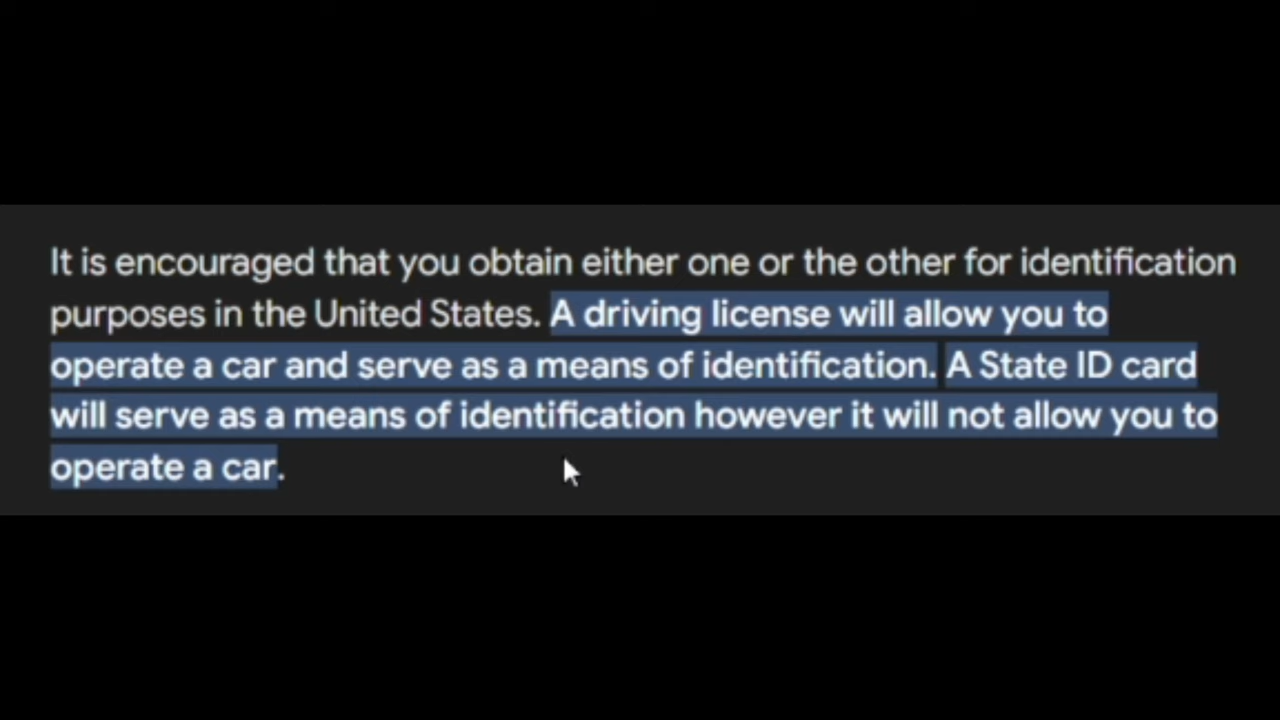 It is encouraged that you obtain either one or the other for identification
purposes in the United States. A driving license will allow you to
operate a car and serve as a means of identification. A State ID card
will serve as a means of identification however it will not allow you to
operate a car.